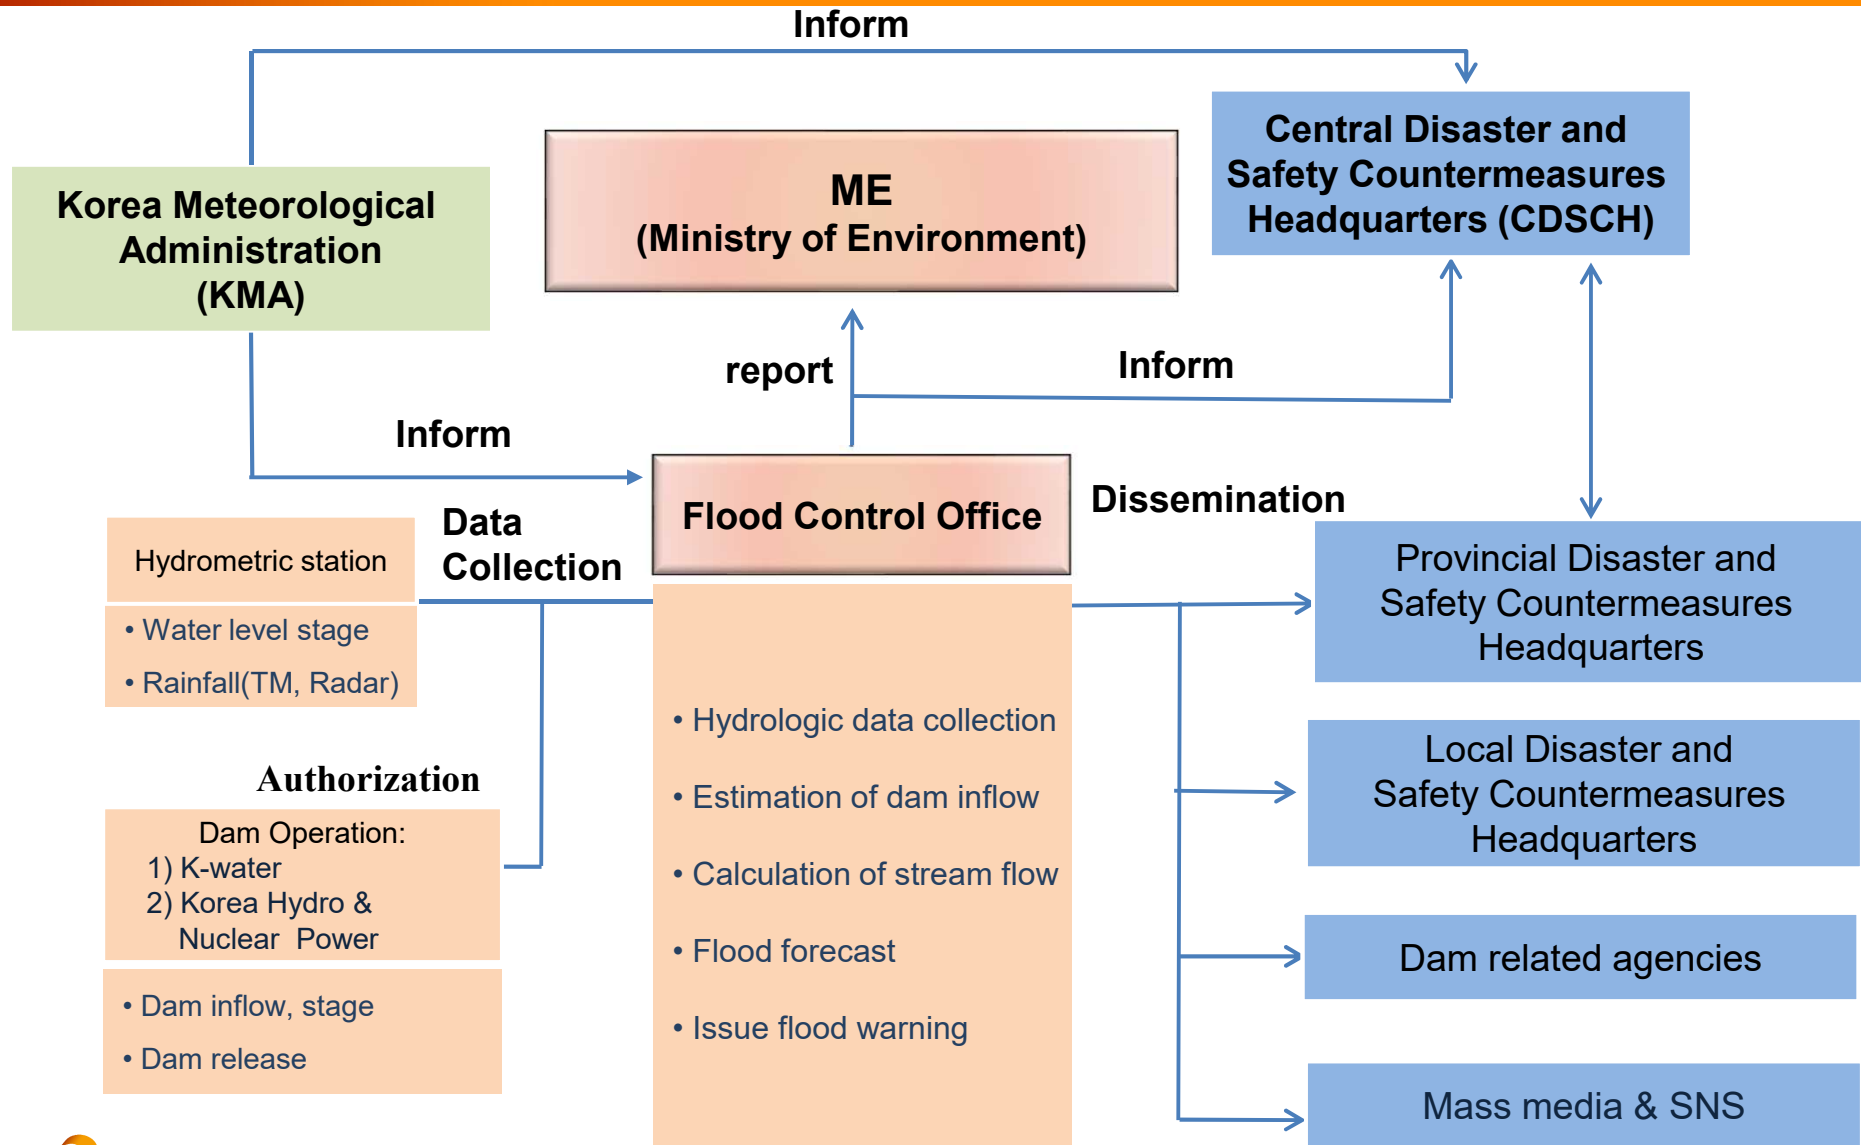 Inform
Korea Meteorological
Administration
(KMA)
ME
(Ministry of Environment)
Central Disaster and
Safety Countermeasures
Headquarters (CDSCH)
report
Inform
Inform
Flood Control Office
Dissemination
Data
Collection
Hydrometric station
• Water level stage
• Rainfall(TM, Radar)
Authorization
Dam Operation:
1) K-water
2) Korea Hydro &
Nuclear Power
• Dam inflow, stage
• Dam release
• Hydrologic data collection
• Estimation of dam inflow
• Calculation of stream flow
• Flood forecast
• Issue flood warning
Provincial Disaster and
Safety Countermeasures
Headquarters
Local Disaster and
Safety Countermeasures
Headquarters
Dam related agencies
Mass media & SNS